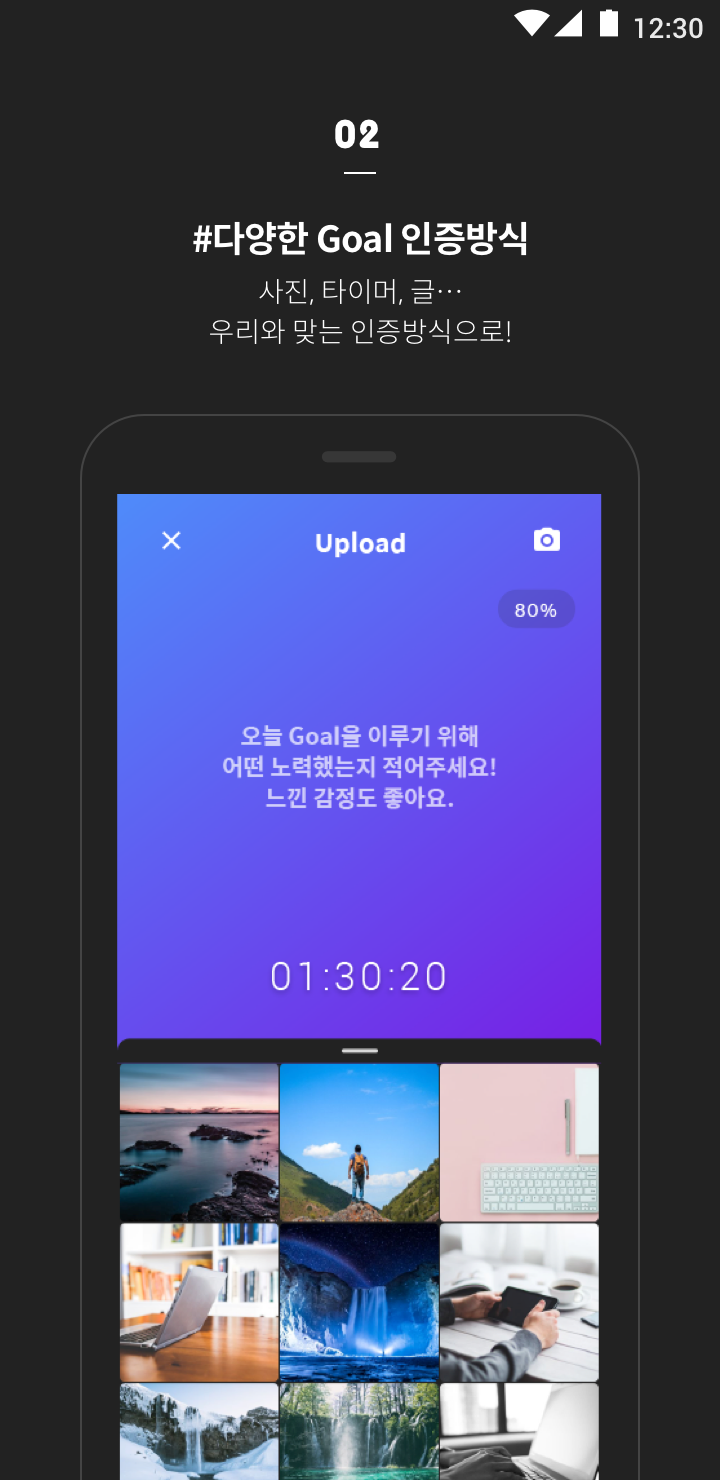 12:30
02
#다양한 Goal 인증방식
사진, 타이머, 글⋯
우리와 맞는 인증방식으로!
Upload
80%
오늘 Goal을 이루기 위해
어떤 노력했는지 적어주세요!
느낀 감정도 좋아요.
01:30:20